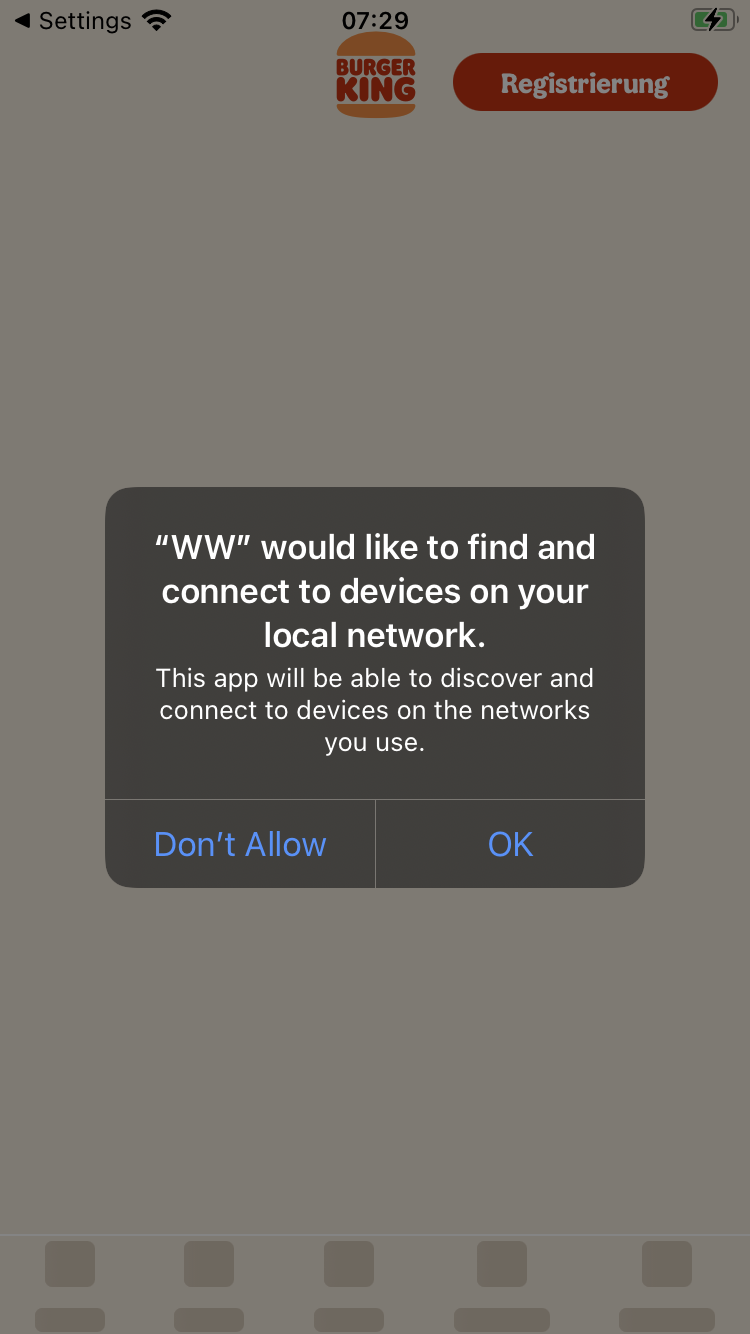 ◀ Settings
07:29
BURGER
KING
Registrierung
“WW” would like to find and
connect to devices on your
local network.
This app will be able to discover and
connect to devices on the networks
you use.
Don’t Allow
OK